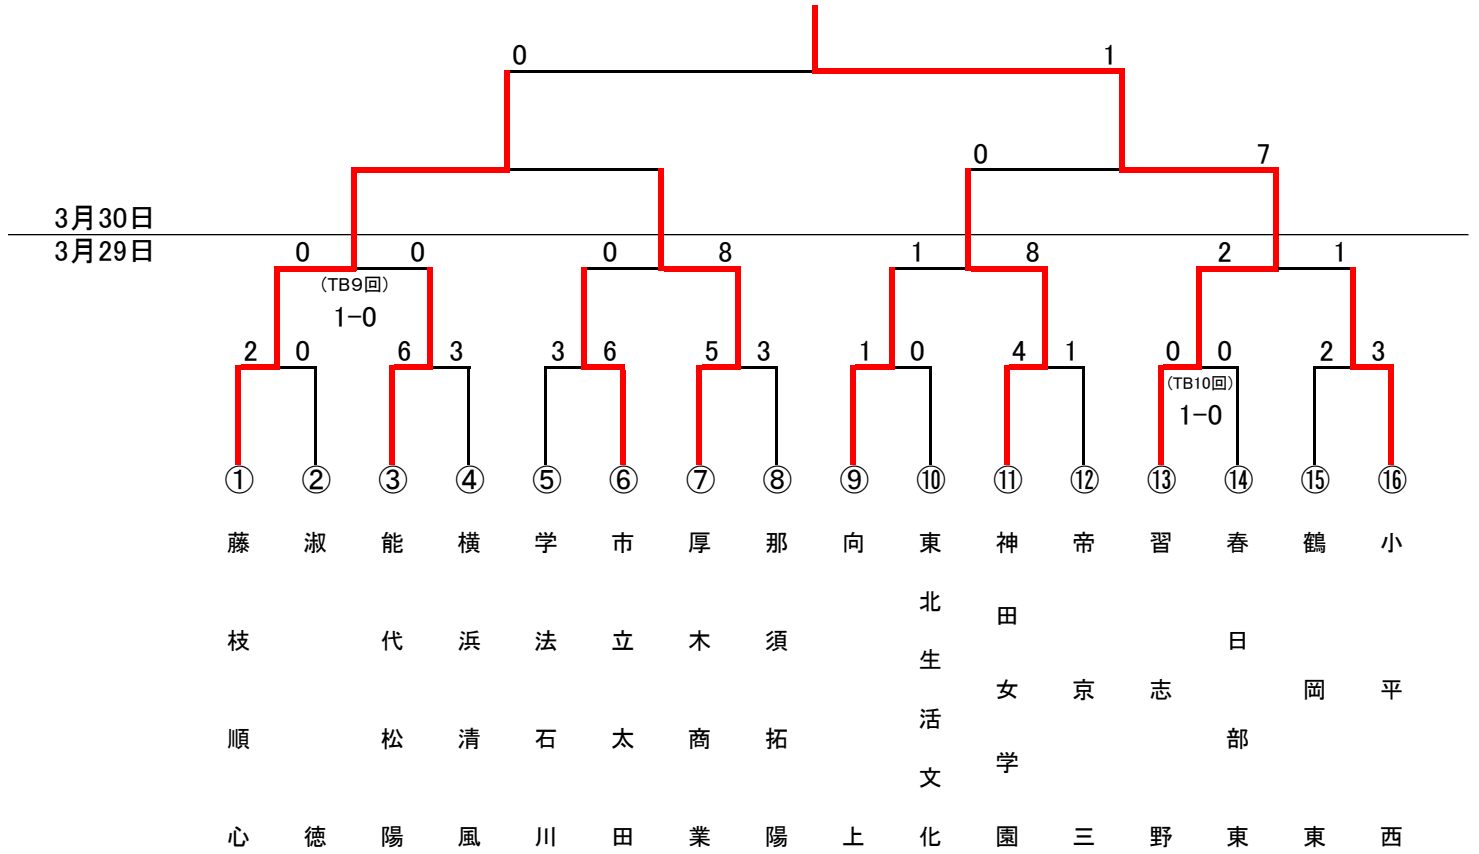 0 1
0 7
3月30日
3月29日
0 0 0 8 1 8 2 1
(TB9回)
1-0
2 0 6 3 3 6 5 3 1 0 4 1 0 0 2 3
(TB10回)
1-0
① ② ③ ④ ⑤ ⑥ ⑦ ⑧ ⑨ ⑩ ⑪ ⑫ ⑬ ⑭ ⑮ ⑯
藤枝順心
淑徳
能代松陽
横浜清風
学法石川
市立太田
厚木商業
那須拓陽
向上
東北生活文化
神田女学園
帝京三
習志野
春日部東
鶴岡東
小平西